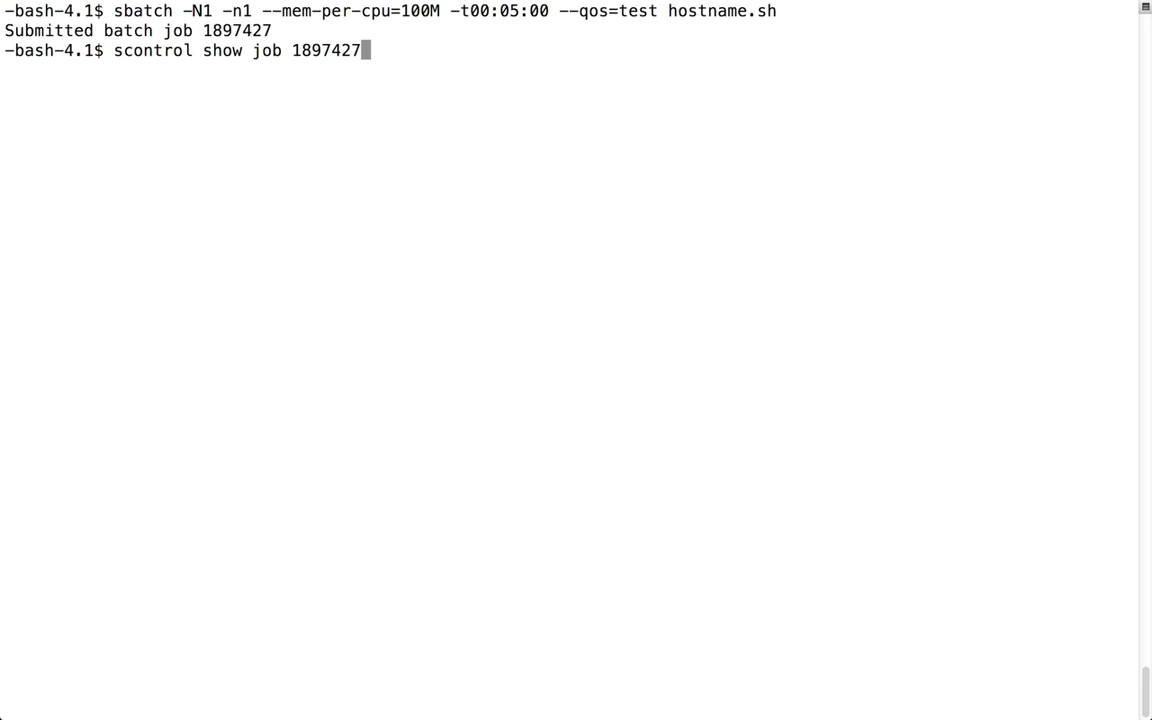 -bash-4.1$ sbatch -N1 -n1 --mem-per-cpu=100M -t00:05:00 --qos=test hostname.sh
Submitted batch job 1897427
-bash-4.1$ scontrol show job 1897427